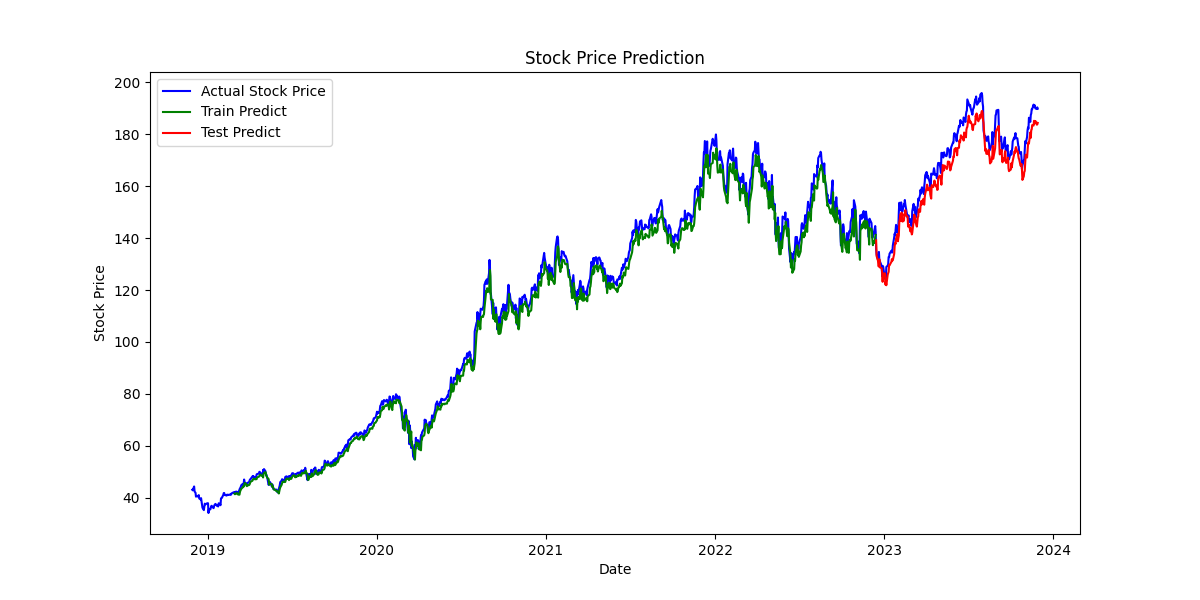 Stock Price Prediction
Actual Stock Price
Train Predict
Test Predict
200
180
160
140
120
100
80
60
40
Stock Price
2019
2020
2021
2022
2023
2024
Date